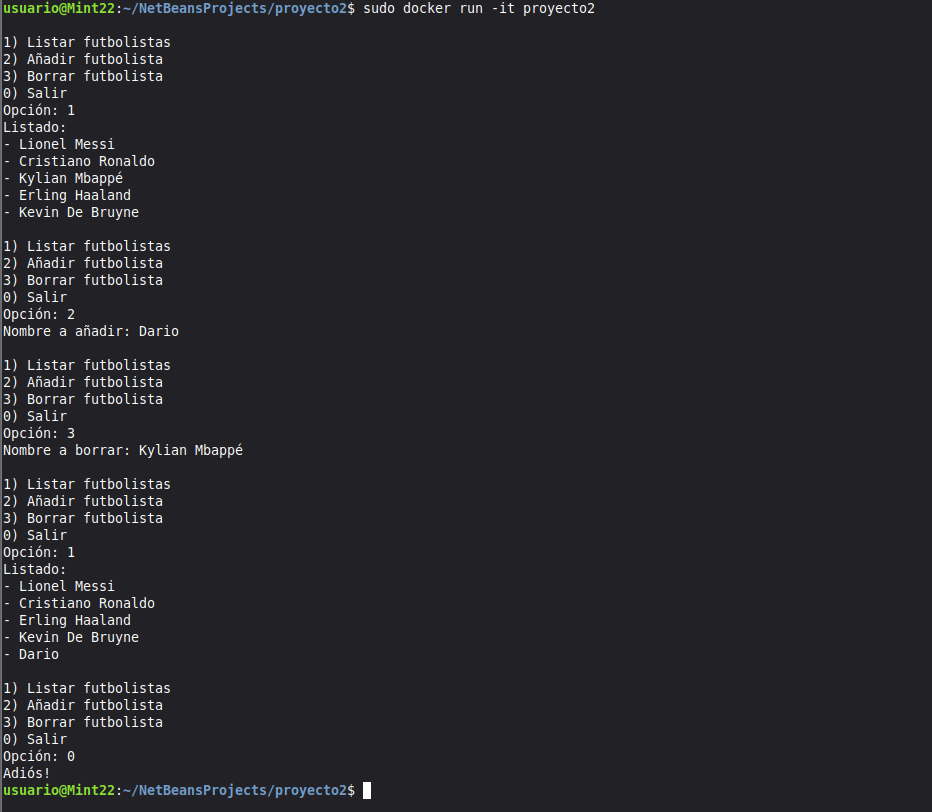 usuario@Mint22:~/NetBeansProjects/proyecto2$ sudo docker run -it proyecto2
1) Listar futbolistas
2) Añadir futbolista
3) Borrar futbolista
0) Salir
Opción: 1
Listado:
- Lionel Messi
- Cristiano Ronaldo
- Kylian Mbappé
- Erling Haaland
- Kevin De Bruyne
1) Listar futbolistas
2) Añadir futbolista
3) Borrar futbolista
0) Salir
Opción: 2
Nombre a añadir: Dario
1) Listar futbolistas
2) Añadir futbolista
3) Borrar futbolista
0) Salir
Opción: 3
Nombre a borrar: Kylian Mbappé
1) Listar futbolistas
2) Añadir futbolista
3) Borrar futbolista
0) Salir
Opción: 1
Listado:
- Lionel Messi
- Cristiano Ronaldo
- Erling Haaland
- Kevin De Bruyne
- Dario
1) Listar futbolistas
2) Añadir futbolista
3) Borrar futbolista
0) Salir
Opción: 0
Adiós!
usuario@Mint22:~/NetBeansProjects/proyecto2$